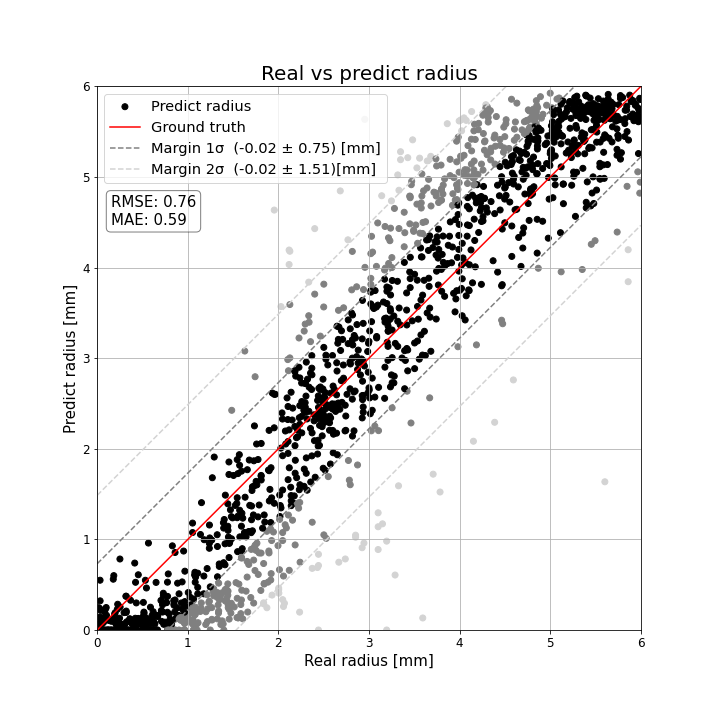 Real vs predict radius
Predict radius
Ground truth
Margin 1σ (-0.02 ± 0.75) [mm]
Margin 2σ (-0.02 ± 1.51)[mm]
RMSE: 0.76
MAE: 0.59
Predict radius [mm]
6
5
4
3
2
1
0
0 1 2 3 4 5 6
Real radius [mm]